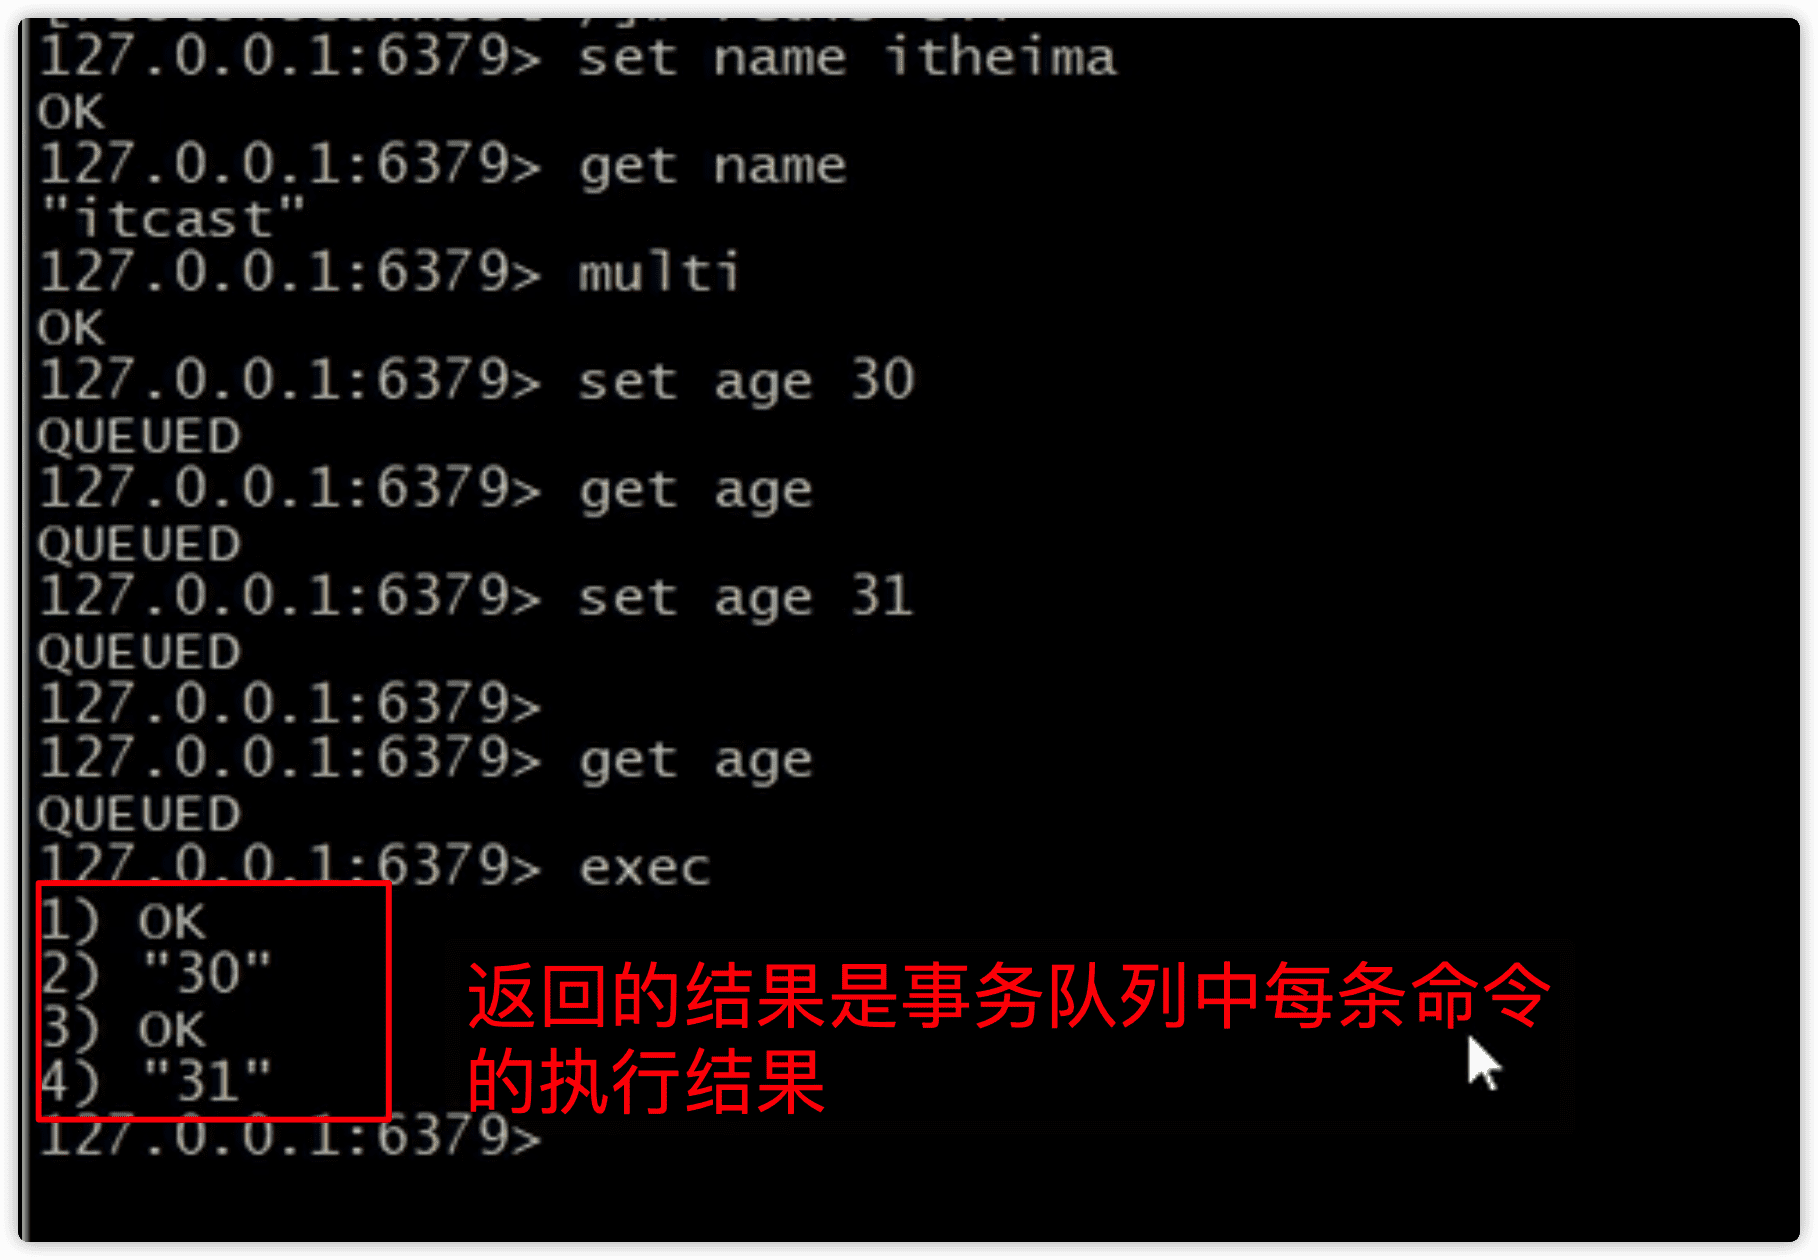 127.0.0.1:6379> set name itheima
OK
127.0.0.1:6379> get name
"itcast"
127.0.0.1:6379> multi
OK
127.0.0.1:6379> set age 30
QUEUED
127.0.0.1:6379> get age
QUEUED
127.0.0.1:6379> set age 31
QUEUED
127.0.0.1:6379>
127.0.0.1:6379> get age
QUEUED
127.0.0.1:6379> exec
1) OK
2) "30"
3) OK
4) "31"
返回的结果是事务队列中每条命令
的执行结果
127.0.0.1:6379>